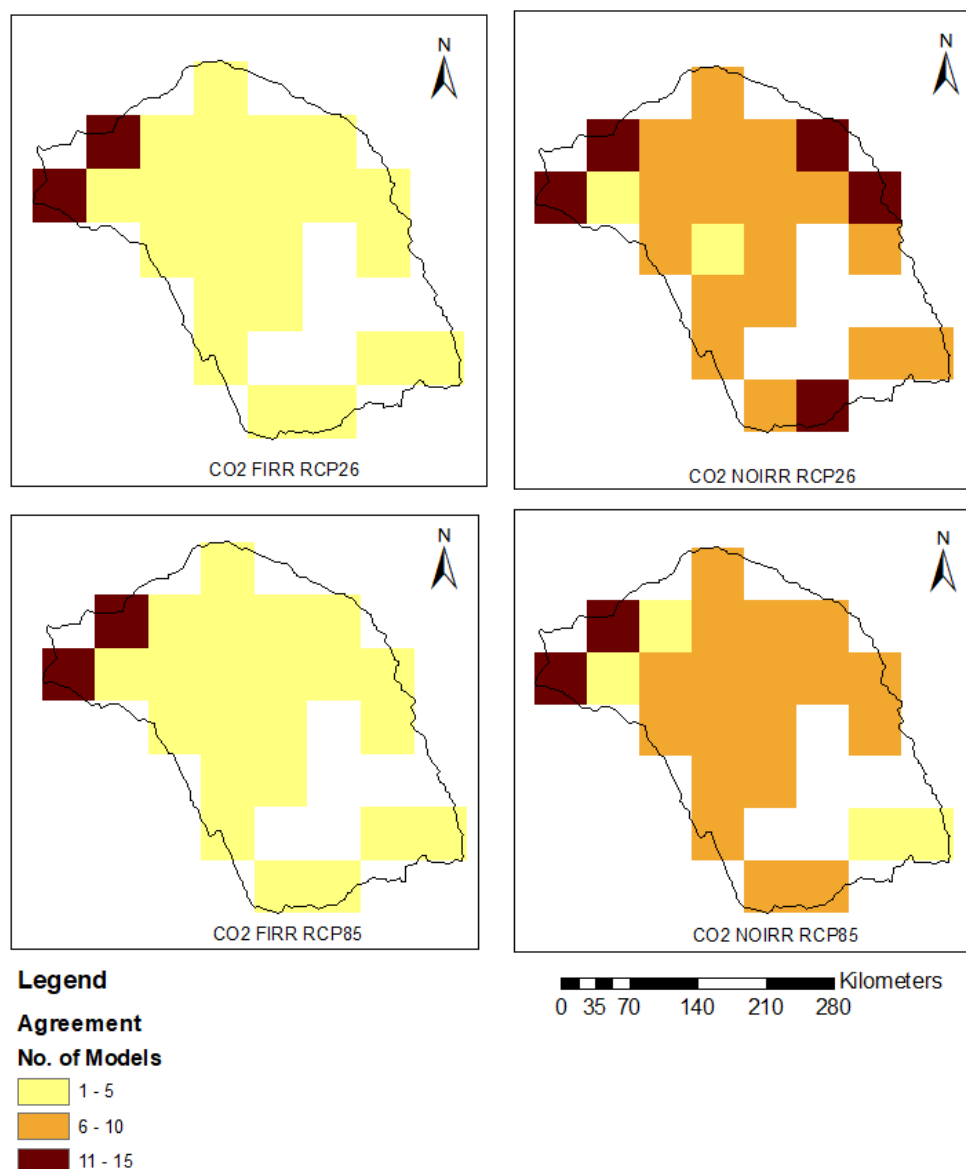 N
N
CO2 FIRR RCP26
CO2 NOIRR RCP26
N
N
CO2 FIRR RCP85
CO2 NOIRR RCP85
Legend
Agreement
No. of Models
1 - 5
6 - 10
11 - 15
Kilometers
0 35 70 140 210 280